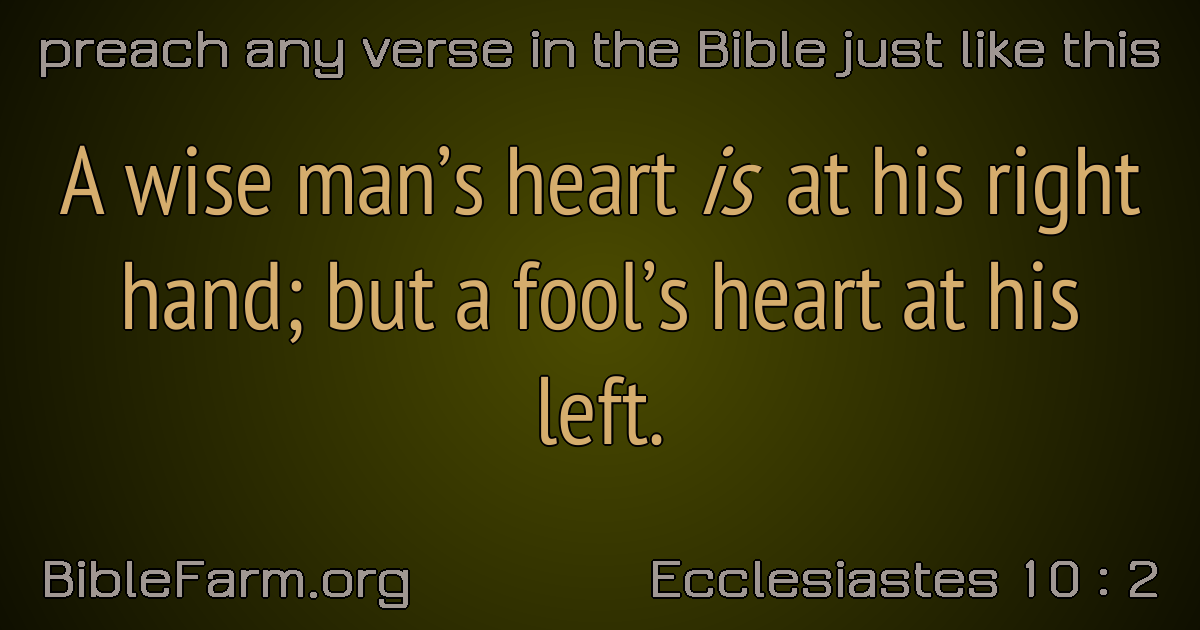 preach any verse in the Bible just like this
A wise man’s heart is at his right
hand; but a fool’s heart at his
left.
BibleFarm.org
Ecclesiastes 10 : 2